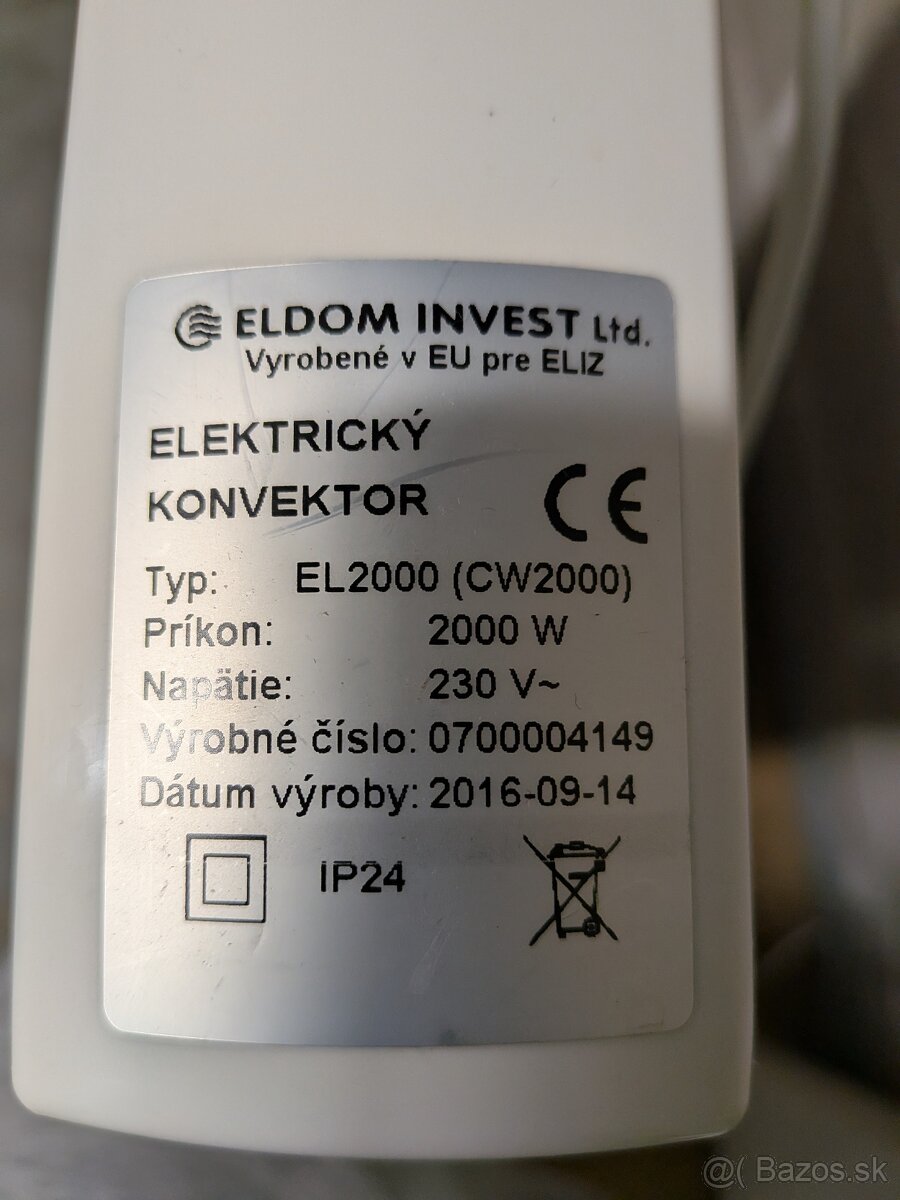 ELDOM INVEST Ltd.
Vyrobené v EU pre ELIZ
ELEKTRICKÝ
KONVEKTOR
CE
Typ: EL2000 (CW2000)
Príkon: 2000 W
Napätie: 230 V~
Výrobné číslo: 0700004149
Dátum výroby: 2016-09-14
IP24
@( Bazos.sk